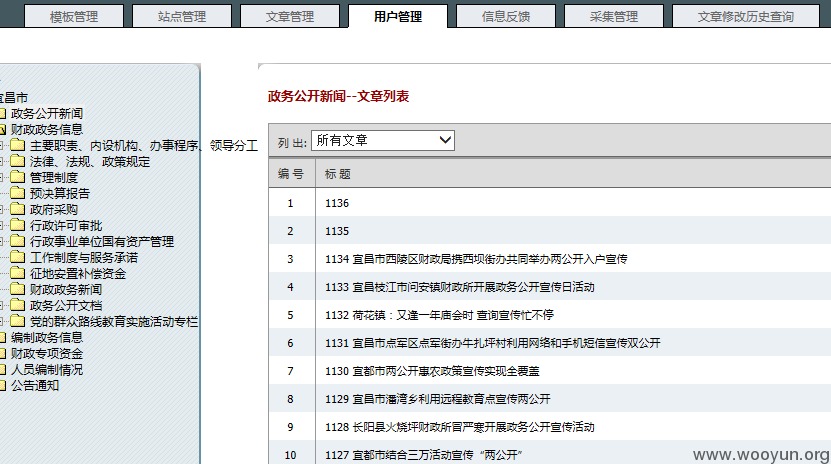 模板管理 站点管理 文章管理 用户管理 信息反馈 采集管理 文章修改历史查询
宜昌市
政务公开新闻
财政政务信息
主要职责、内设机构、办事程序、领导分工
法律、法规、政策规定
管理制度
预决算报告
政府采购
行政许可审批
行政事业单位国有资产管理
工作制度与服务承诺
征地安置补偿资金
财政政务新闻
政务公开文档
党的群众路线教育实施活动专栏
编制政务信息
财政专项资金
人员编制情况
公告通知
政务公开新闻--文章列表
列 出: 所有文章
编 号 标 题
1 1136
2 1135
3 1134 宜昌市西陵区财政局携西坝街办共同举办两公开入户宣传
4 1133 宜昌枝江市问安镇财政所开展政务公开宣传日活动
5 1132 荷花镇：又逢一年庙会时 查询宣传忙不停
6 1131 宜昌市点军区点军街办牛扎坪村利用网络和手机短信宣传双公开
7 1130 宜都市两公开惠农政策宣传实现全覆盖
8 1129 宜昌市潘湾乡利用远程教育点宣传两公开
9 1128 长阳县火烧坪财政所冒严寒开展政务公开宣传活动
10 1127 宜都市结合三万活动宣传“两公开”
www.wooyun.org